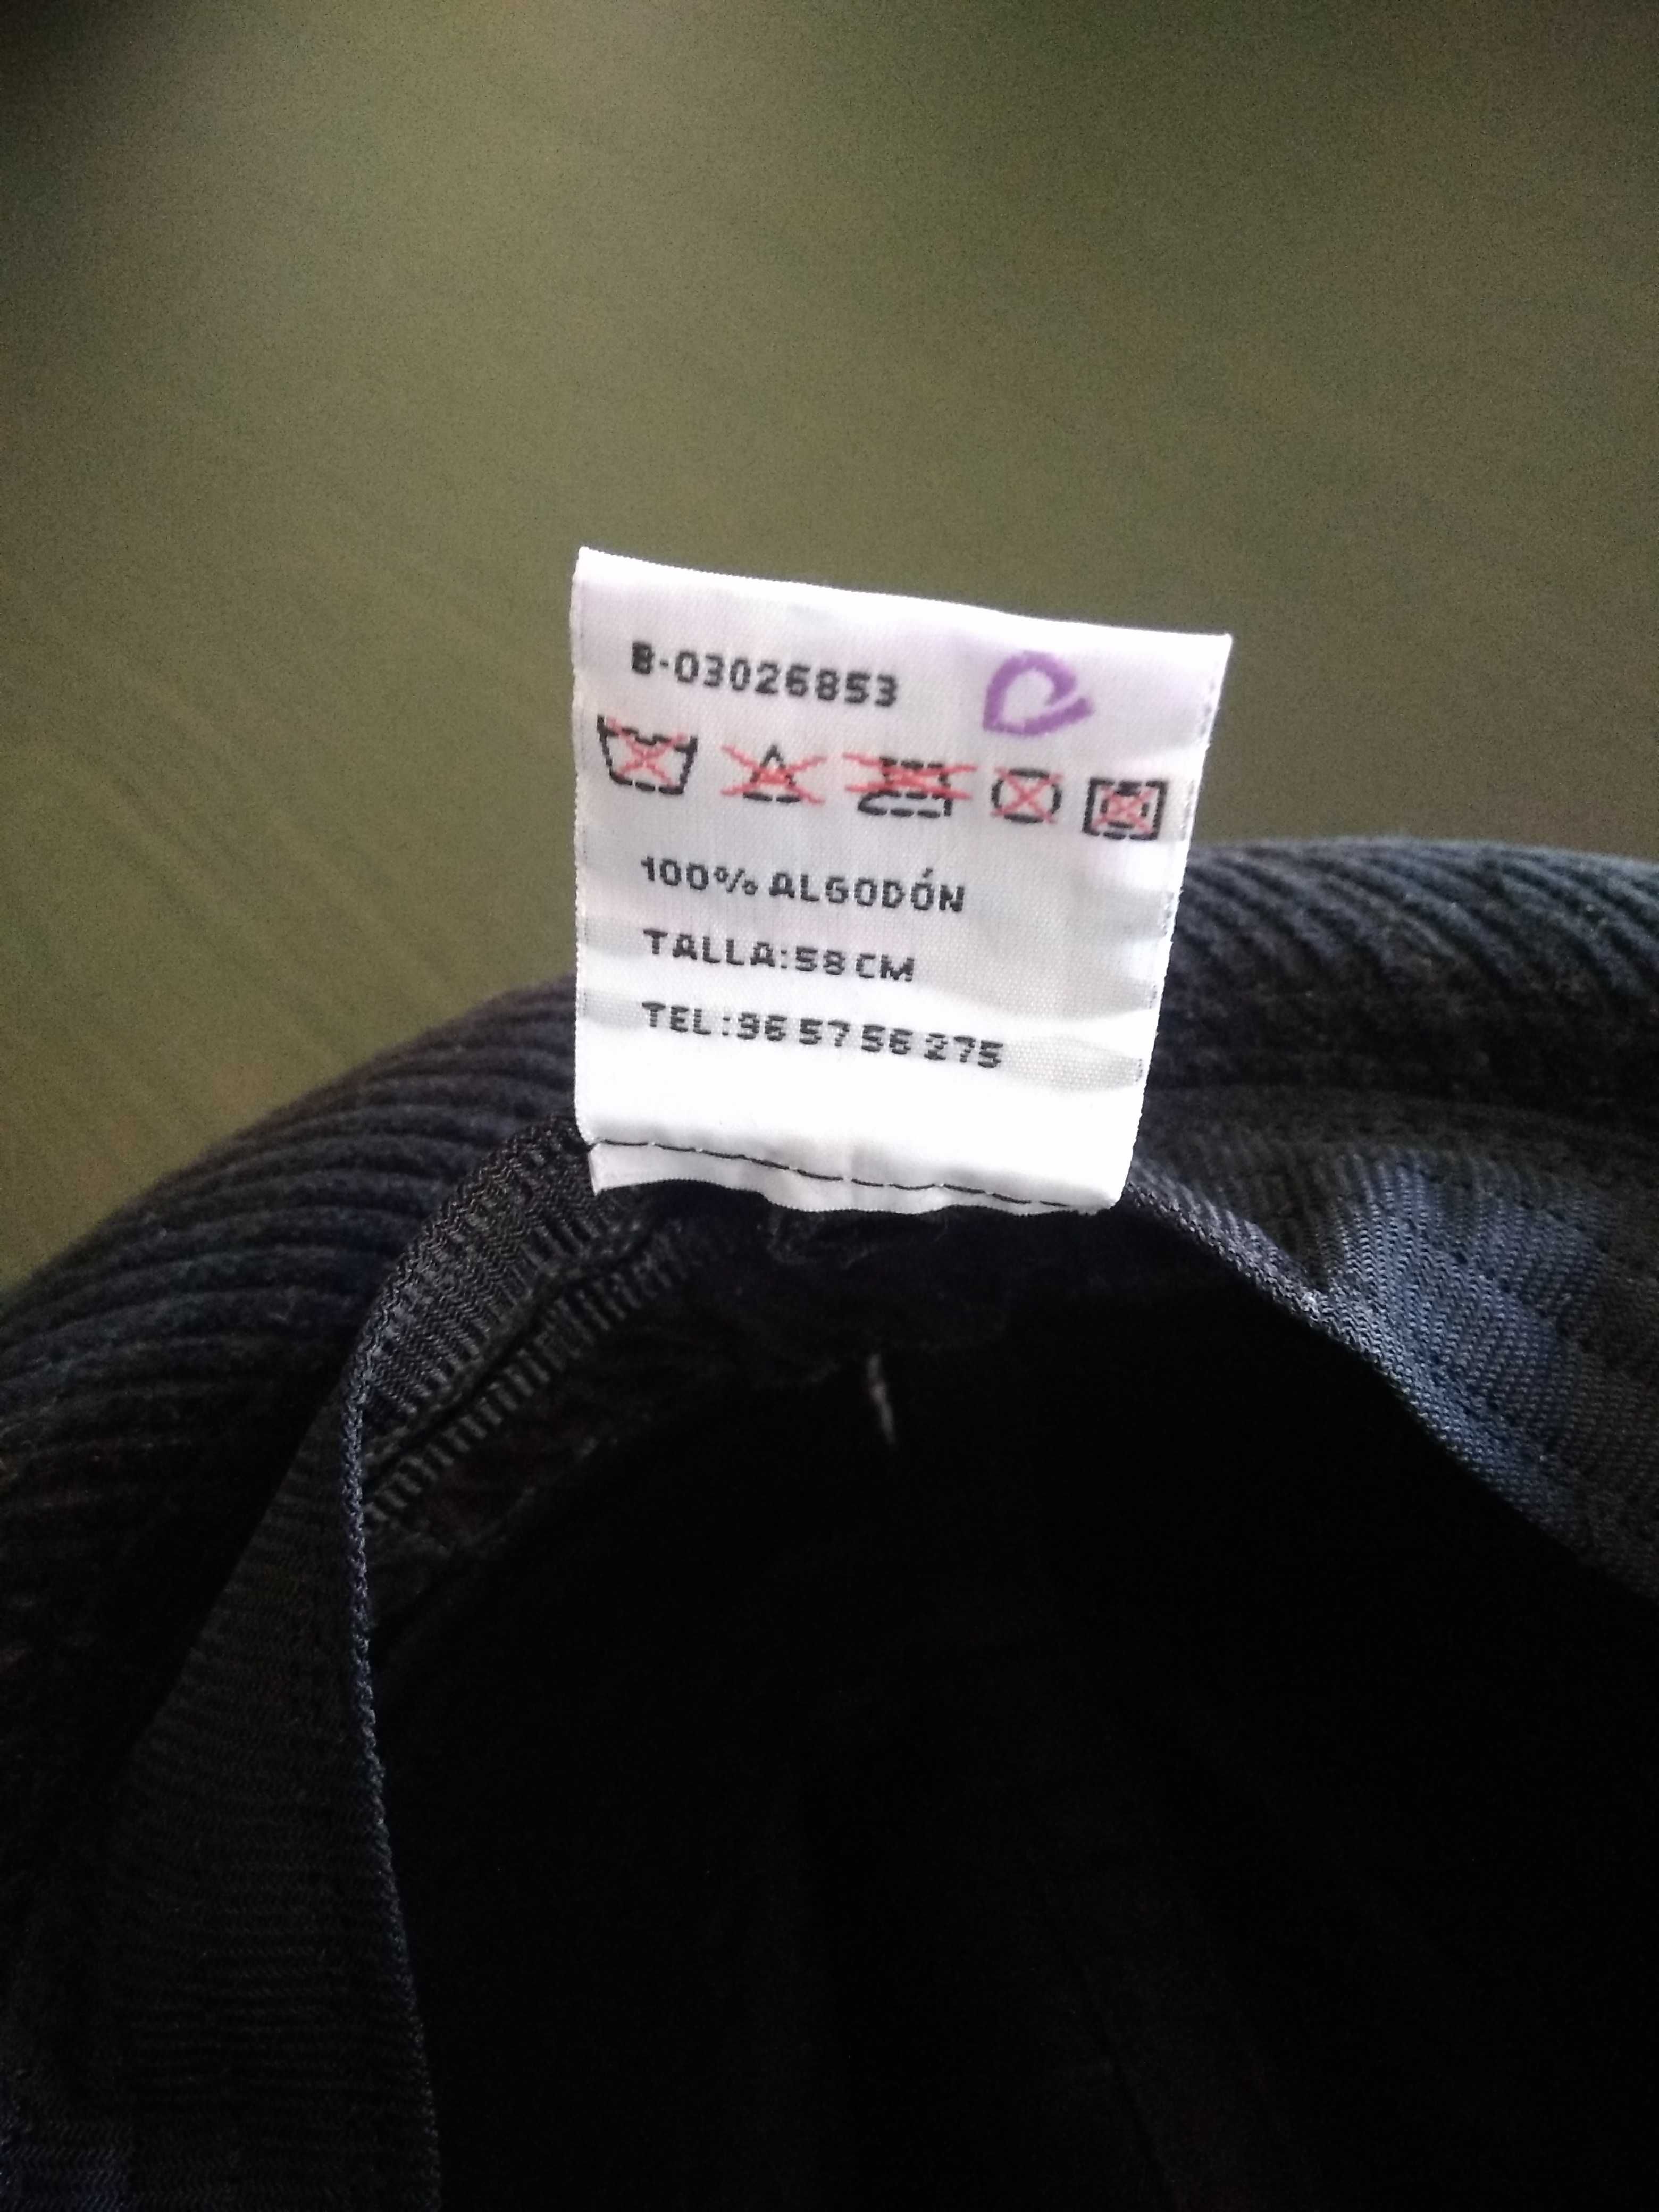 B-03026853
100% ALGODÓN
TALLA:58 CM
TEL:96 57 56 275